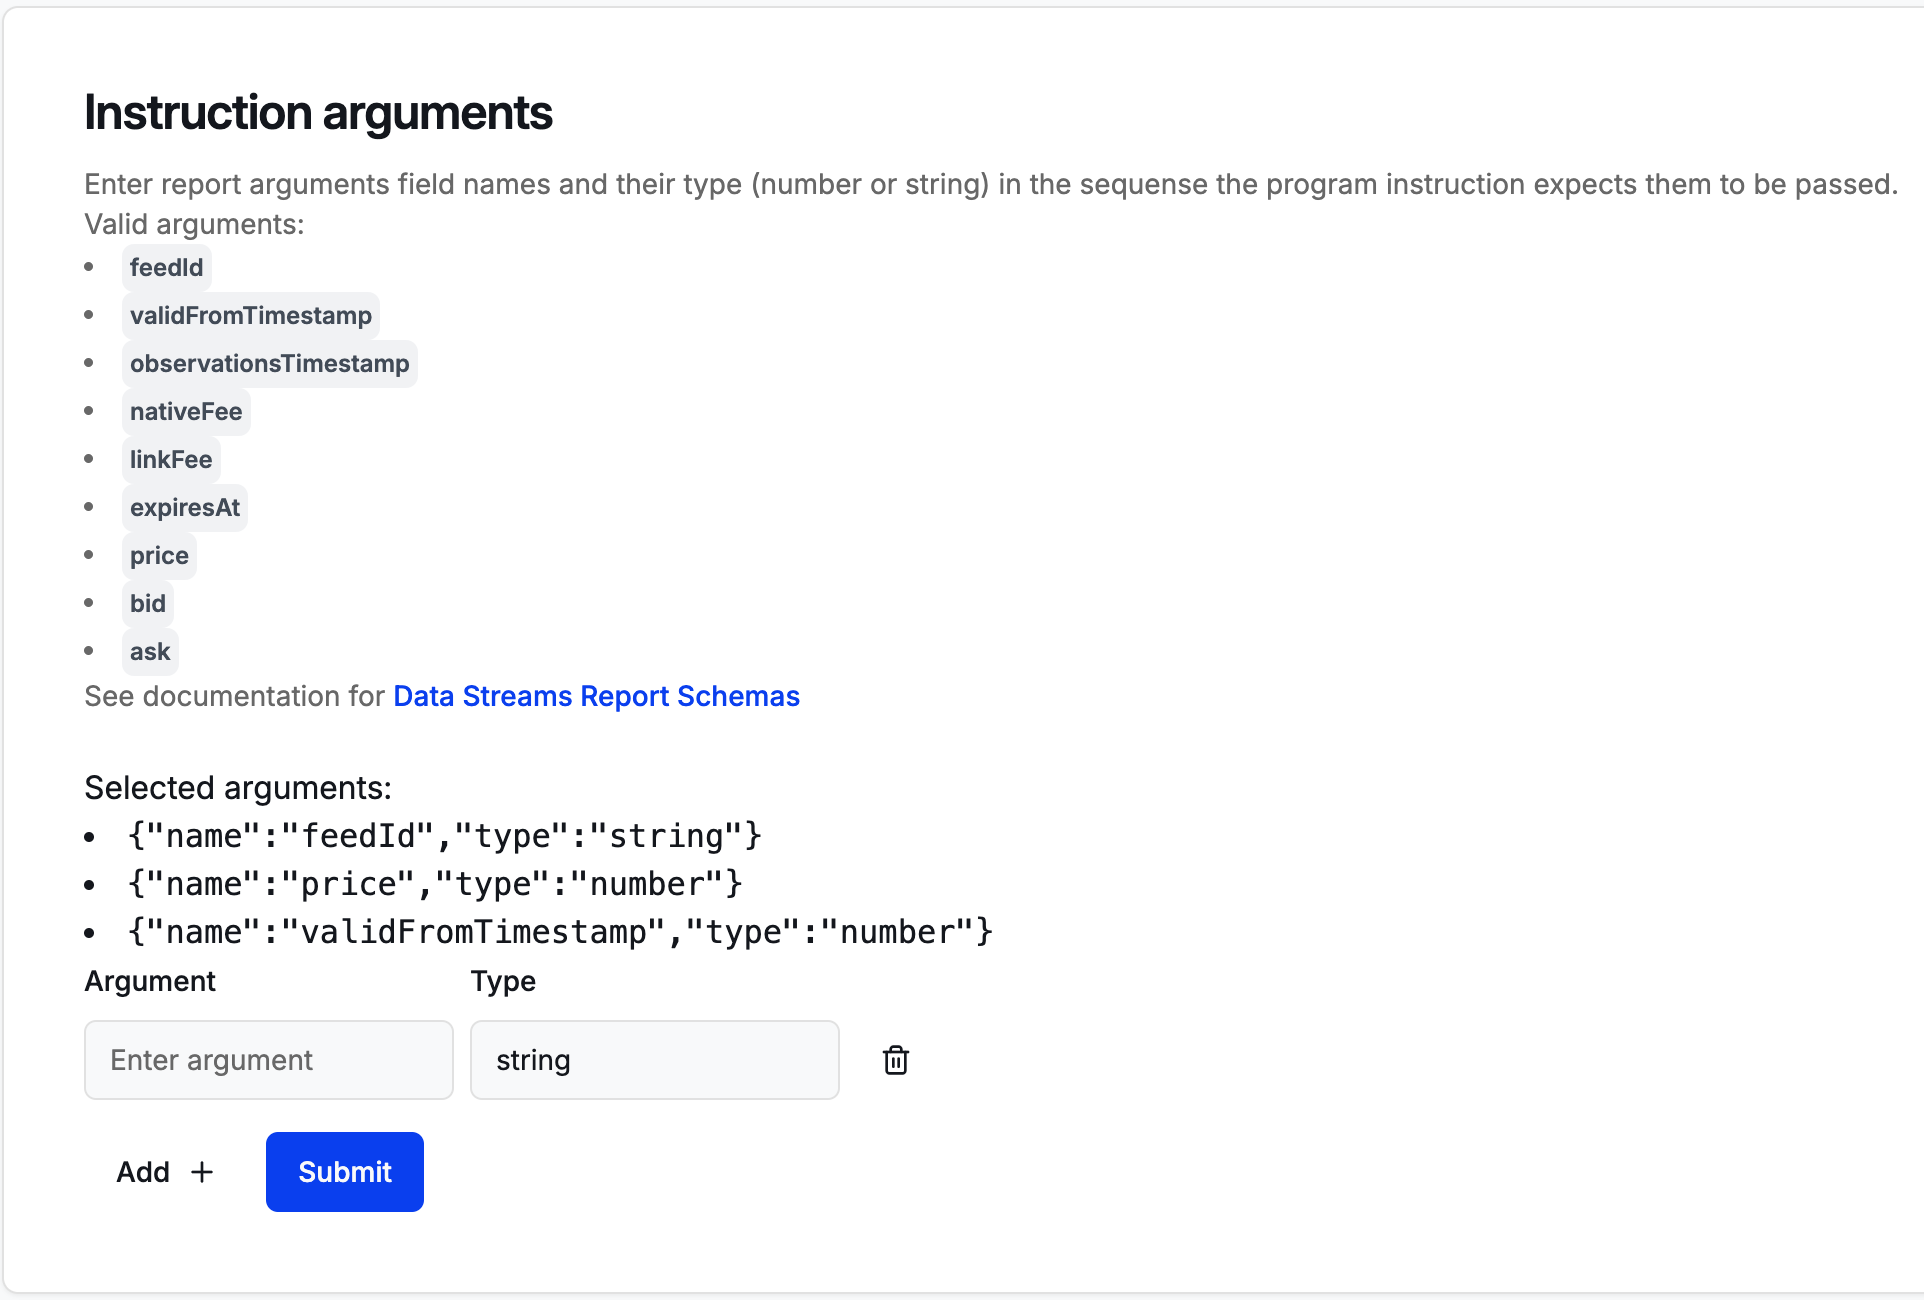 Instruction arguments
Enter report arguments field names and their type (number or string) in the sequense the program instruction expects them to be passed.
Valid arguments:
• feedId
• validFromTimestamp
• observationsTimestamp
• nativeFee
• linkFee
• expiresAt
• price
• bid
• ask
See documentation for Data Streams Report Schemas
Selected arguments:
• {"name":"feedId","type":"string"}
• {"name":"price","type":"number"}
• {"name":"validFromTimestamp","type":"number"}
Argument Type
Enter argument string
Add + Submit